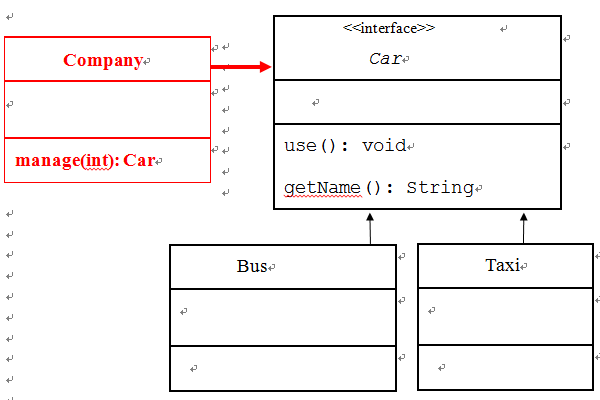 Company
manage(int): Car
<<interface>>
Car
use(): void
getName(): String
Bus
Taxi